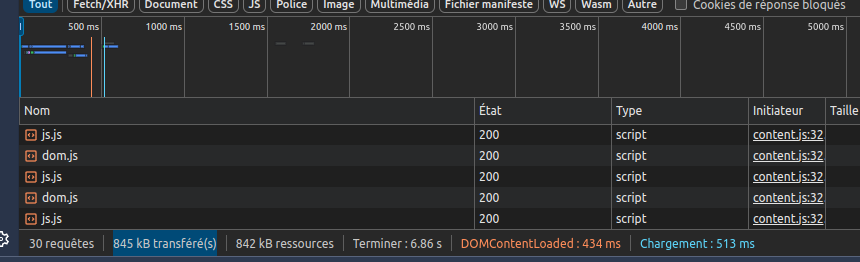 Tout Fetch/XHR Document CSS JS Police Image Multimédia Fichier manifeste WS Wasm Autre Cookies de réponse bloqués
500 ms 1000 ms 1500 ms 2000 ms 2500 ms 3000 ms 3500 ms 4000 ms 4500 ms 5000 ms
Nom État Type Initiateur Taille
js.js 200 script content.js:32
dom.js 200 script content.js:32
js.js 200 script content.js:32
dom.js 200 script content.js:32
js.js 200 script content.js:32
30 requêtes 845 kB transféré(s) 842 kB ressources Terminer : 6.86 s DOMContentLoaded : 434 ms Chargement : 513 ms